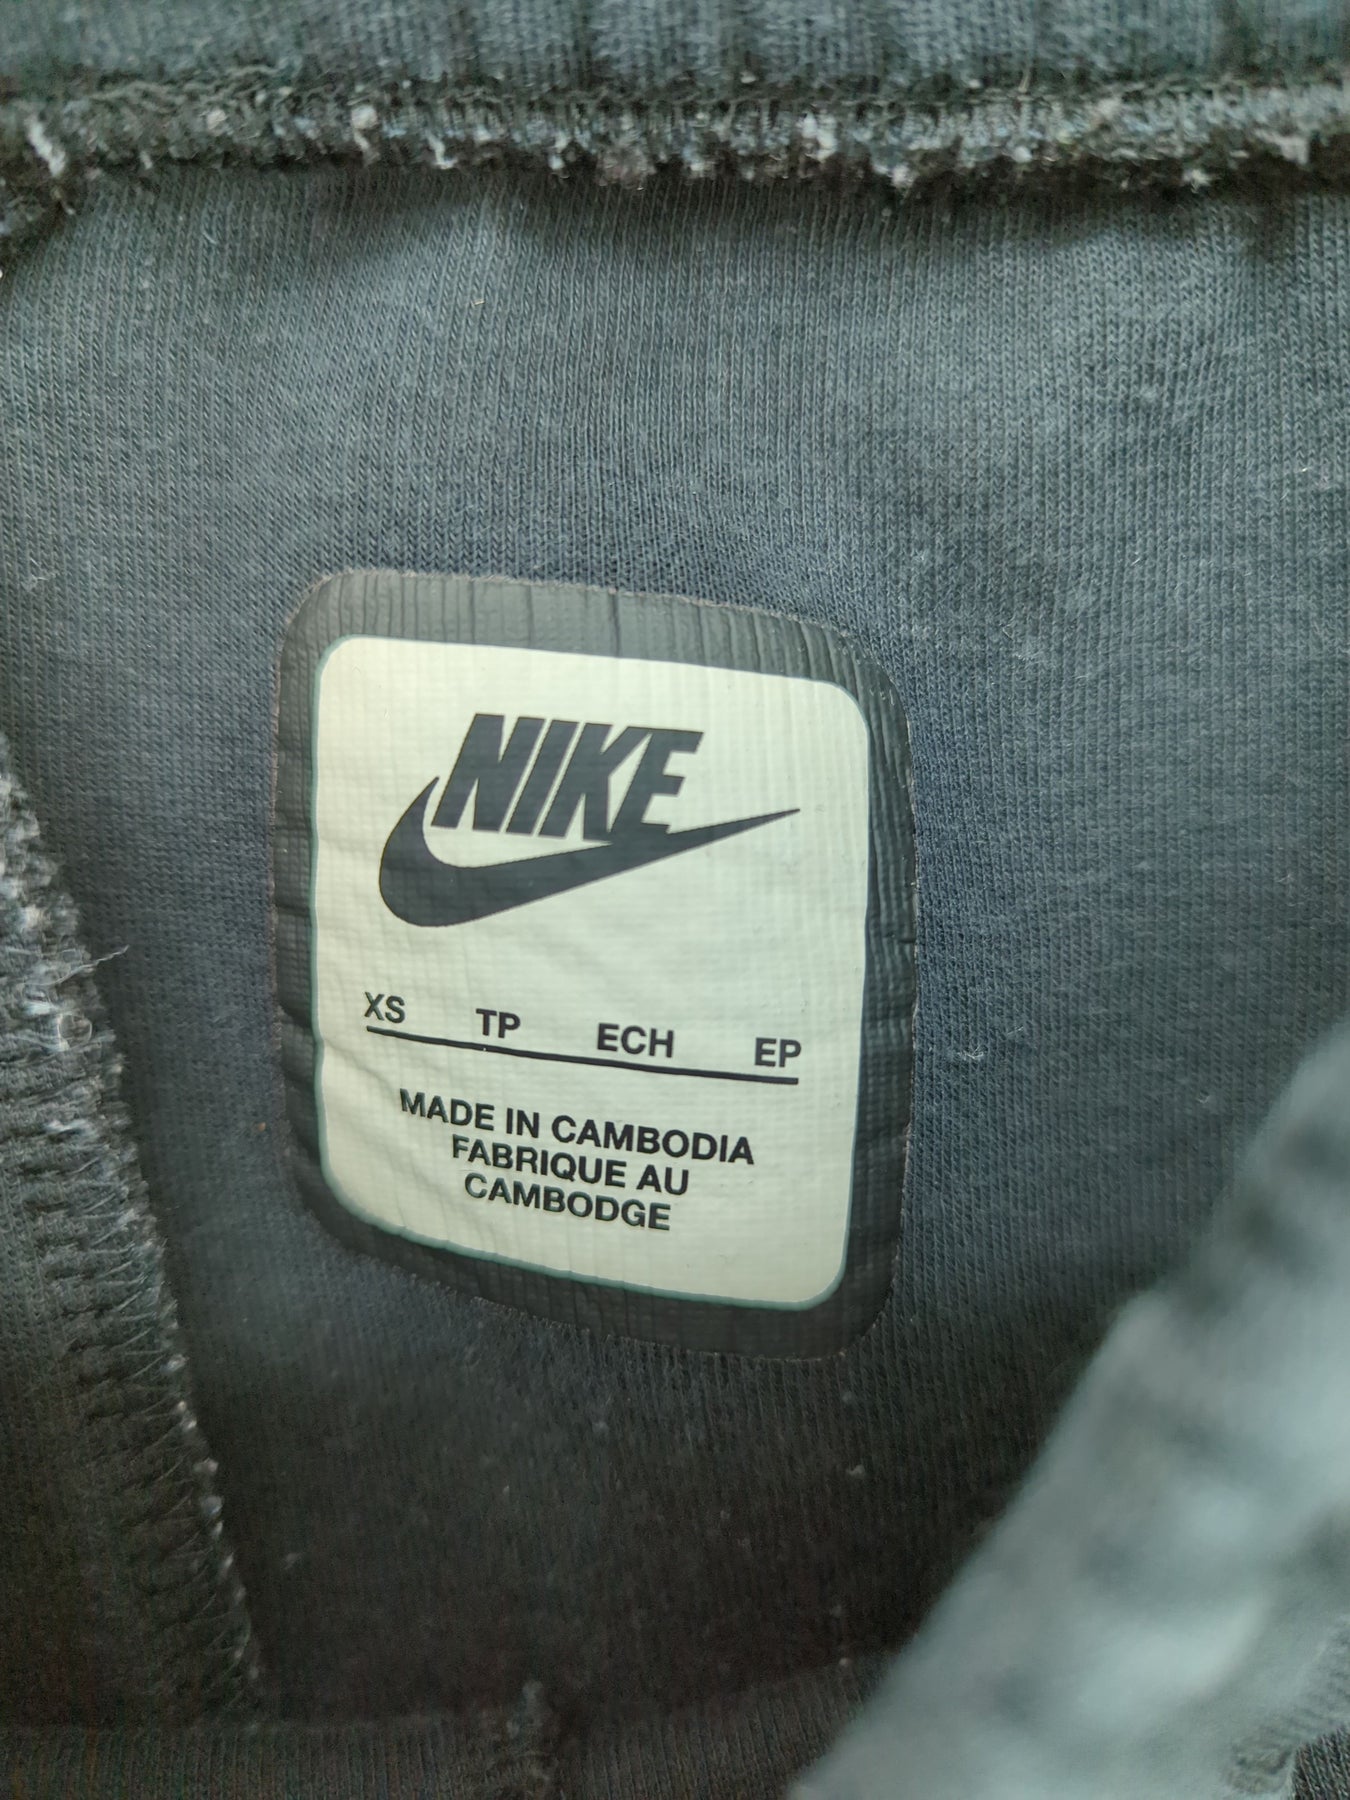 NIKE
XS TP ECH EP
MADE IN CAMBODIA
FABRIQUE AU
CAMBODGE